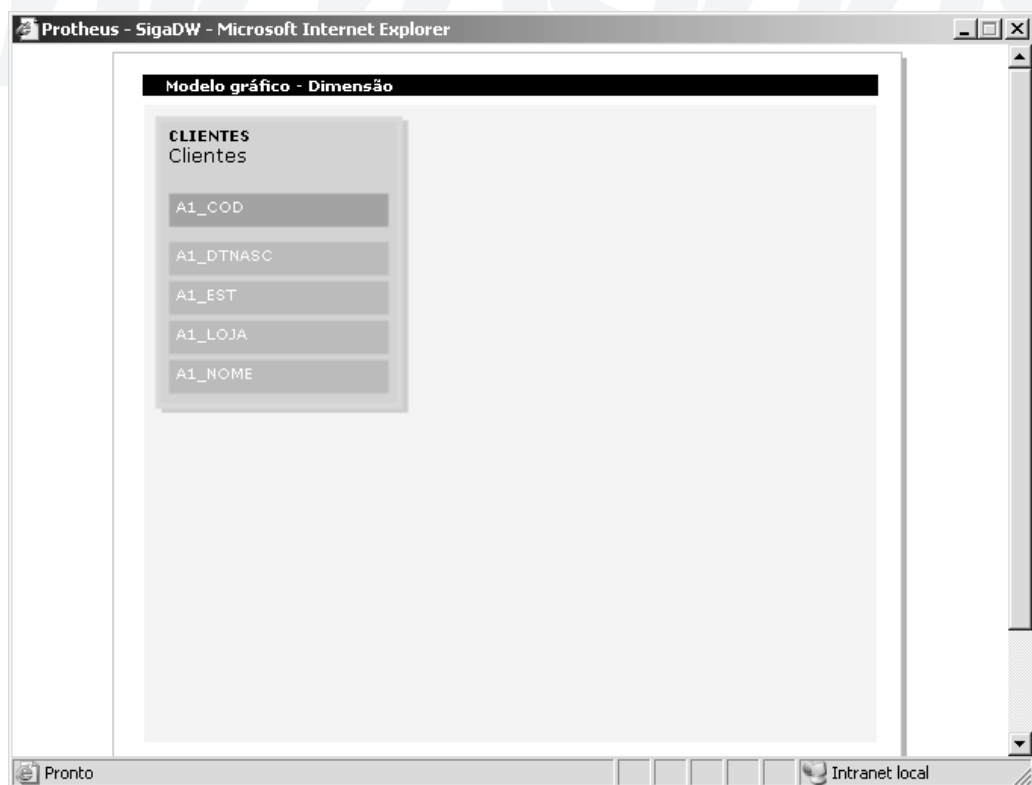 Protheus - SigaDW - Microsoft Internet Explorer
Modelo gráfico - Dimensão
CLIENTES
Clientes
A1_COD
A1_DTNASC
A1_EST
A1_LOJA
A1_NOME
Pronto
Intranet local